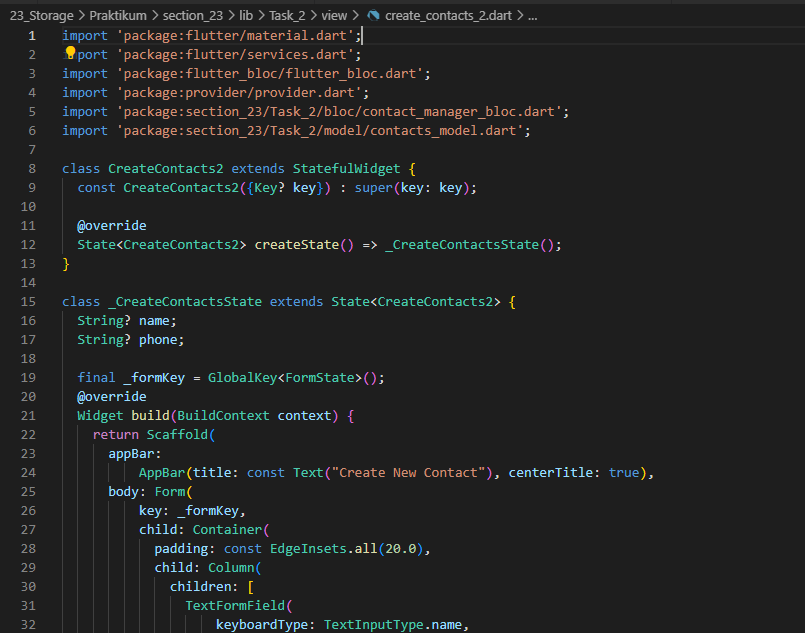 23_Storage > Praktikum > section_23 > lib > Task_2 > view > create_contacts_2.dart > ...
1 import 'package:flutter/material.dart';
2 port 'package:flutter/services.dart';
3 import 'package:flutter_bloc/flutter_bloc.dart';
4 import 'package:provider/provider.dart';
5 import 'package:section_23/Task_2/bloc/contact_manager_bloc.dart';
6 import 'package:section_23/Task_2/model/contacts_model.dart';
7
8 class CreateContacts2 extends StatefulWidget {
9   const CreateContacts2({Key? key}) : super(key: key);
10
11   @override
12   State<CreateContacts2> createState() => _CreateContactsState();
13 }
14
15 class _CreateContactsState extends State<CreateContacts2> {
16   String? name;
17   String? phone;
18
19   final _formKey = GlobalKey<FormState>();
20   @override
21   Widget build(BuildContext context) {
22     return Scaffold(
23       appBar:
24           AppBar(title: const Text("Create New Contact"), centerTitle: true),
25       body: Form(
26           key: _formKey,
27           child: Container(
28             padding: const EdgeInsets.all(20.0),
29             child: Column(
30               children: [
31                 TextFormField(
32                     keyboardType: TextInputType.name,